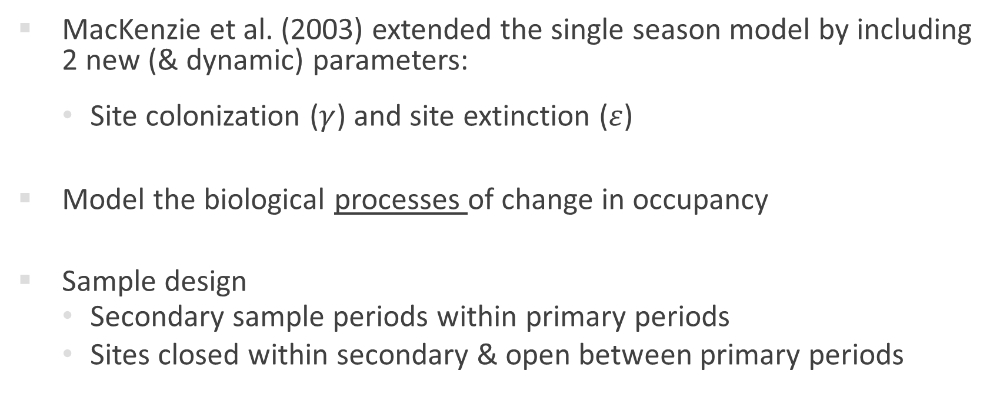 MacKenzie et al. (2003) extended the single season model by including
2 new (& dynamic) parameters:
Site colonization (γ) and site extinction (ε)
Model the biological processes of change in occupancy
Sample design
Secondary sample periods within primary periods
Sites closed within secondary & open between primary periods